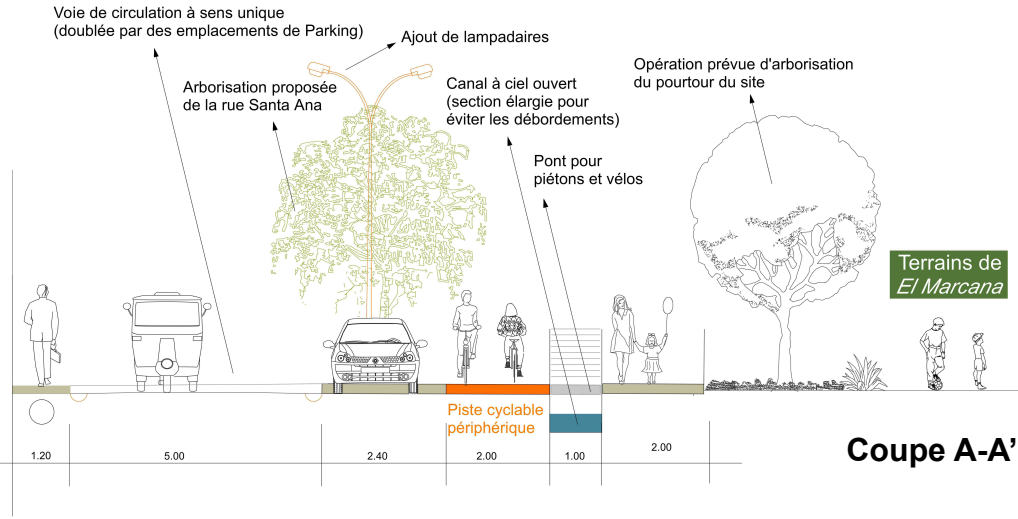 Voie de circulation à sens unique
(doublée par des emplacements de Parking)
Ajout de lampadaires
Arborisation proposée
de la rue Santa Ana
Canal à ciel ouvert
(section élargie pour
éviter les débordements)
Opération prévue d'arborisation
du pourtour du site
Pont pour
piétons et vélos
Terrains de
El Marcana
Piste cyclable
périphérique
1.20
5.00
2.40
2.00
1.00
2.00
Coupe A-A’